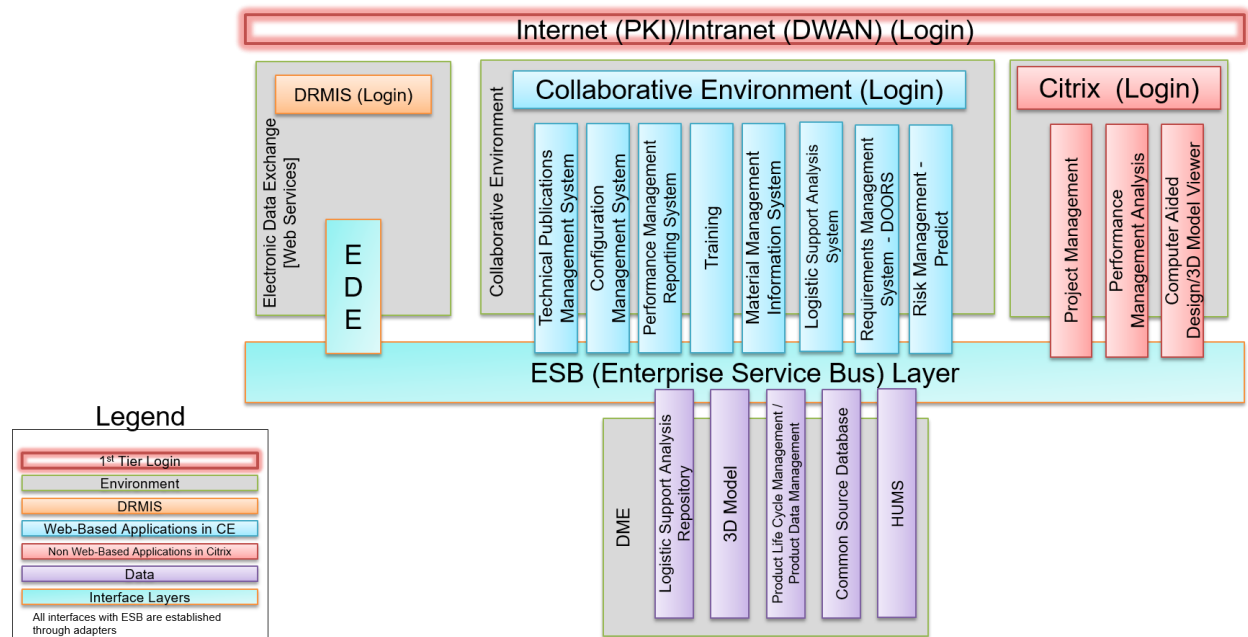 Internet (PKI)/Intranet (DWAN) (Login)
Electronic Data Exchange
[Web Services]
DRMIS (Login)
E
D
E
Collaborative Environment
Collaborative Environment (Login)
Technical Publications
Management System
Configuration
Management System
Performance Management
Reporting System
Training
Material Management
Information System
Logistic Support Analysis
System
Requirements Management
System - DOORS
Risk Management -
Predict
Citrix (Login)
Project Management
Performance
Management Analysis
Computer Aided
Design/3D Model Viewer
ESB (Enterprise Service Bus) Layer
DME
Logistic Support Analysis
Repository
3D Model
Product Life Cycle Management /
Product Data Management
Common Source Database
HUMS
Legend
1st Tier Login
Environment
DRMIS
Web-Based Applications in CE
Non Web-Based Applications in Citrix
Data
Interface Layers
All interfaces with ESB are established
through adapters